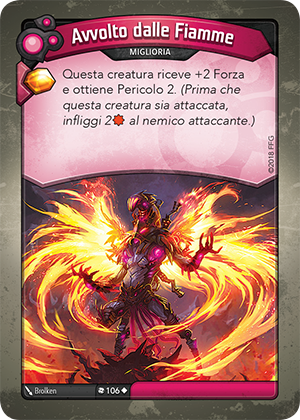 Avvolto dalle Fiamme
MIGLIORIA
Questa creatura riceve +2 Forza
e ottiene Pericolo 2. (Prima che
questa creatura sia attaccata,
infliggi 2 al nemico attaccante.)
©2018 FFG
Broiken
106